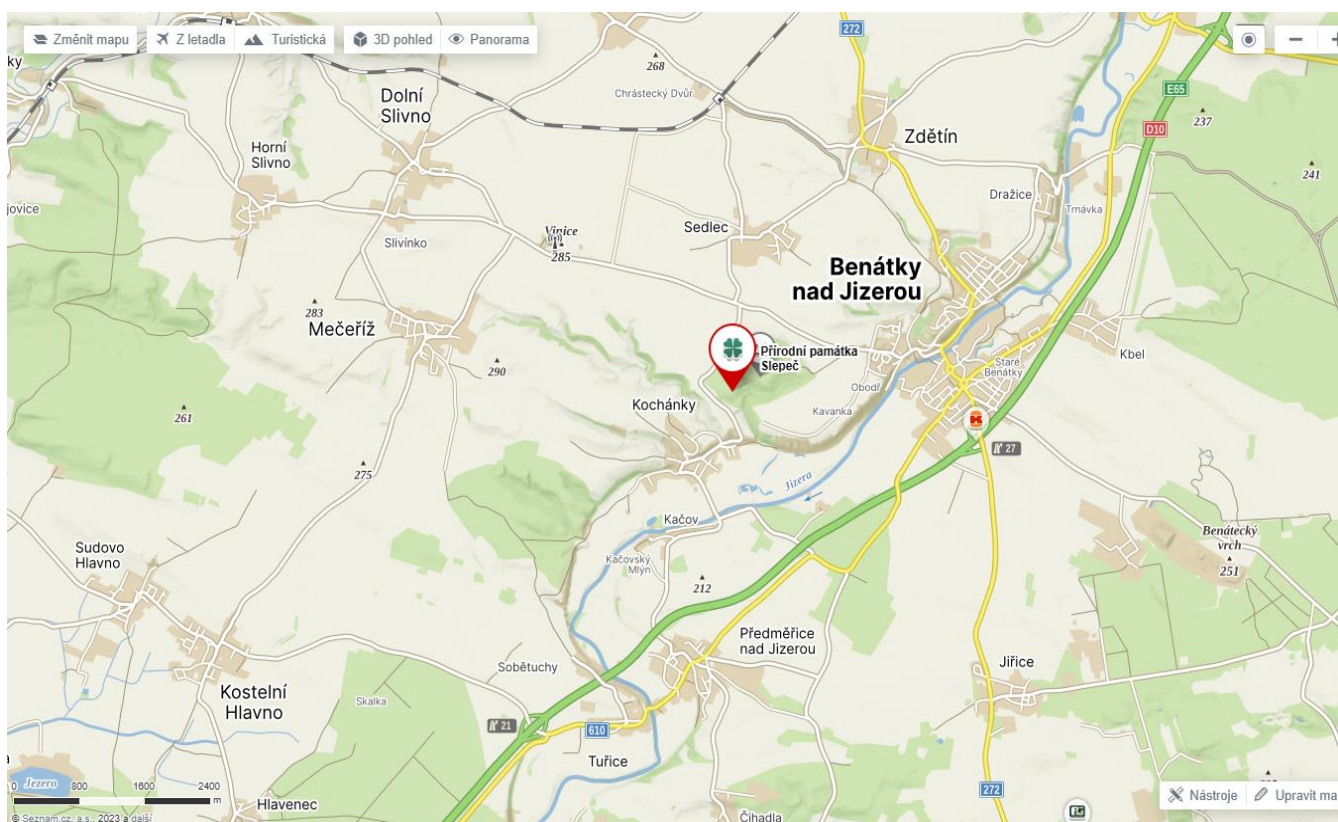 Změnit mapu
Z letadla
Turistická
3D pohled
Panorama
272
268
Chrástecký Dvůr
E65
237
D10
ky
Dolní
Slivno
Zdětín
Horní
Slivno
241
Dražice
jovice
Trnávka
Sedlec
Slivínko
Vinice
285
Benátky
nad Jizerou
283
Mečeříž
Přírodní památka
Slepeč
Kbel
Staré
Benátky
290
Obodř
Kochánky
Kavanka
261
27
275
Jizera
Kačov
Benátecký
vrch
251
Sudovo
Hlavno
Kačovský
Mlýn
212
Předměřice
nad Jizerou
Sobětuchy
Jiřice
Kostelní
Hlavno
Skalka
21
610
Tuřice
Jezero
0 800 1600 2400
m
272
Nástroje
Upravit ma
Hlavenec
Čihadla
© Seznam.cz, a.s., 2023 a další